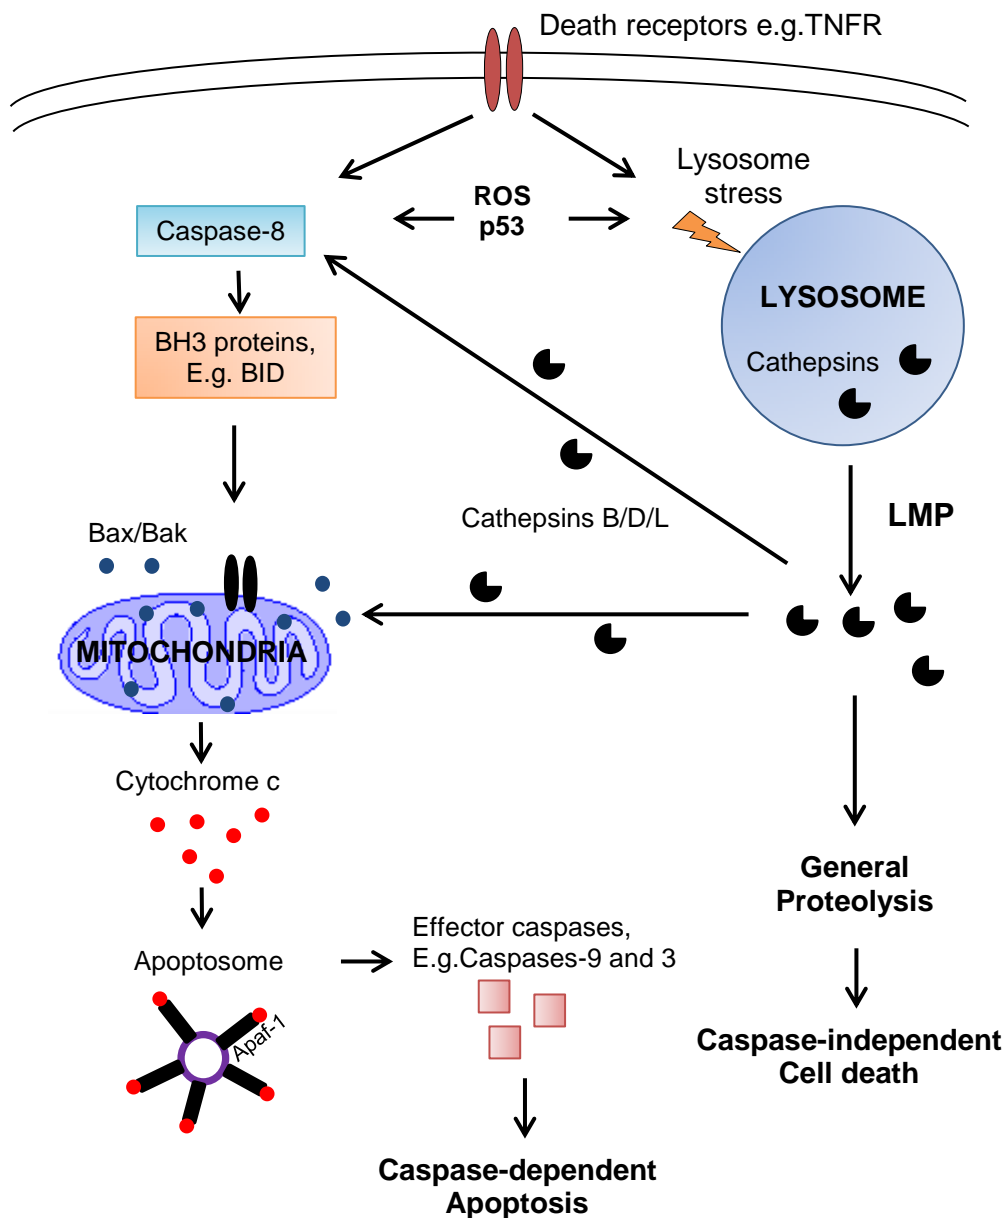 Death receptors e.g.TNFR
Lysosome
stress
ROS
p53
Caspase-8
LYSOSOME
BH3 proteins,
E.g. BID
Cathepsins
Cathepsins B/D/L
LMP
Bax/Bak
MITOCHONDRIA
Cytochrome c
General
Proteolysis
Effector caspases,
E.g.Caspases-9 and 3
Apoptosome
Apaf-1
Caspase-independent
Cell death
Caspase-dependent
Apoptosis